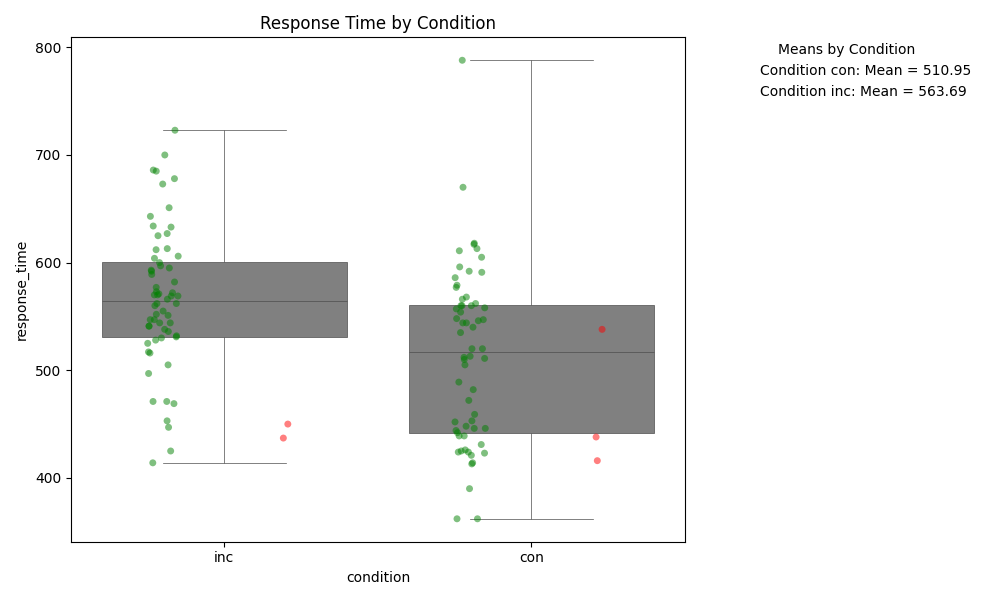 Response Time by Condition
Means by Condition
Condition con: Mean = 510.95
Condition inc: Mean = 563.69
800
700
600
500
400
response_time
inc
con
condition